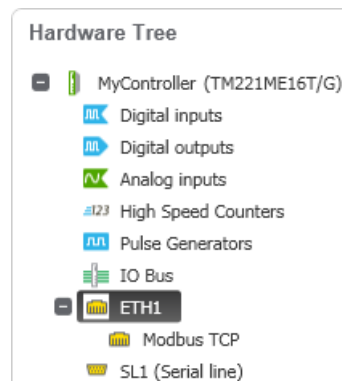 Hardware Tree
MyController (TM221ME16T/G)
Digital inputs
Digital outputs
Analog inputs
123 High Speed Counters
Pulse Generators
IO Bus
ETH1
Modbus TCP
SL1 (Serial line)